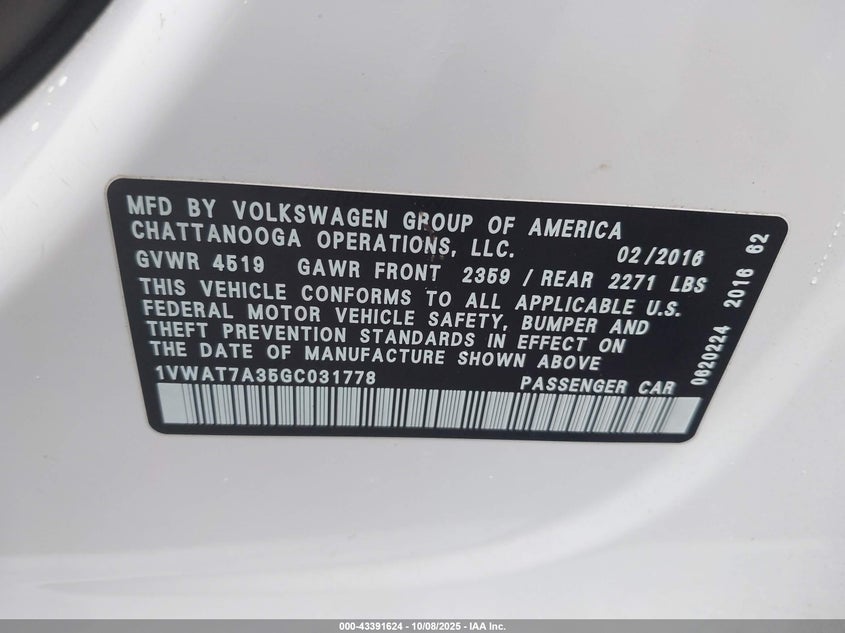 MFD BY VOLKSWAGEN GROUP OF AMERICA
CHATTANOOGA OPERATIONS, LLC. 02/2016
GVWR 4519 GAWR FRONT 2359 / REAR 2271 LBS
THIS VEHICLE CONFORMS TO ALL APPLICABLE U.S.
FEDERAL MOTOR VEHICLE SAFETY, BUMPER AND
THEFT PREVENTION STANDARDS IN EFFECT ON
THE DATE OF MANUFACTURE SHOWN ABOVE
1VWAT7A35GC031778 PASSENGER CAR
0620224 2016 62
000-43391624 - 10/08/2025 - IAA Inc.